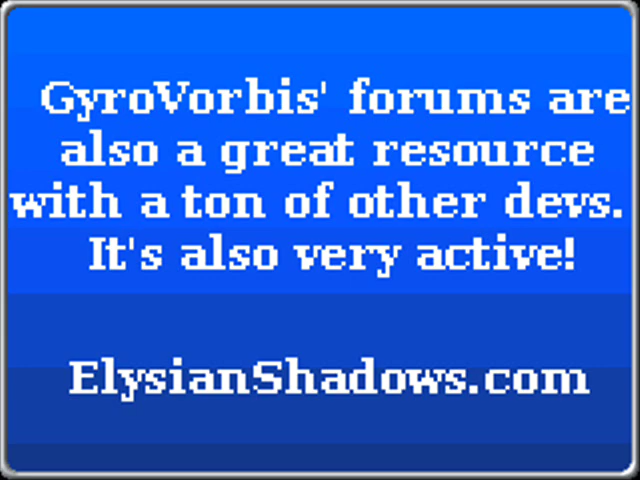 GyroVorbis' forums are
also a great resource
with a ton of other devs.
It's also very active!
ElysianShadows.com